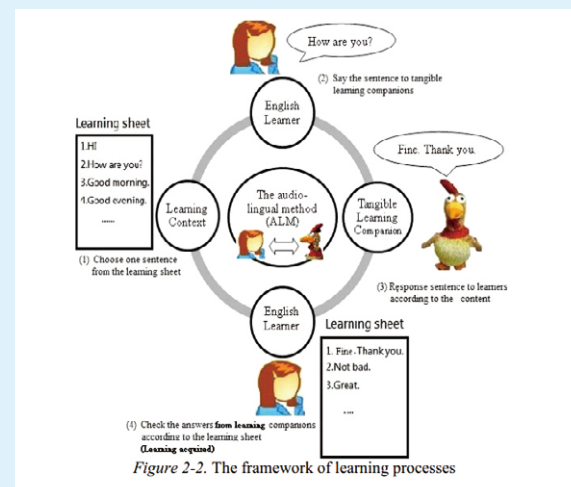 How are you?
(2) Say the sentence to tangible
learning companions
English
Learner
Learning sheet
1.HI
2.How are you?
3.Good morning.
4.Good evening.
......
(1) Choose one sentence
from the learning sheet
Learning
Context
The audio-
lingual method
(ALM)
Tangible
Learning
Companion
Fine. Thank you
(3) Response sentence to learners
according to the content
English
Learner
Learning sheet
1. Fine.Thank you.
2.Not bad.
3.Great.
....
(4) Check the answers from learning companions
according to the learning sheet
(Learning acquired)
Figure 2-2. The framework of learning processes